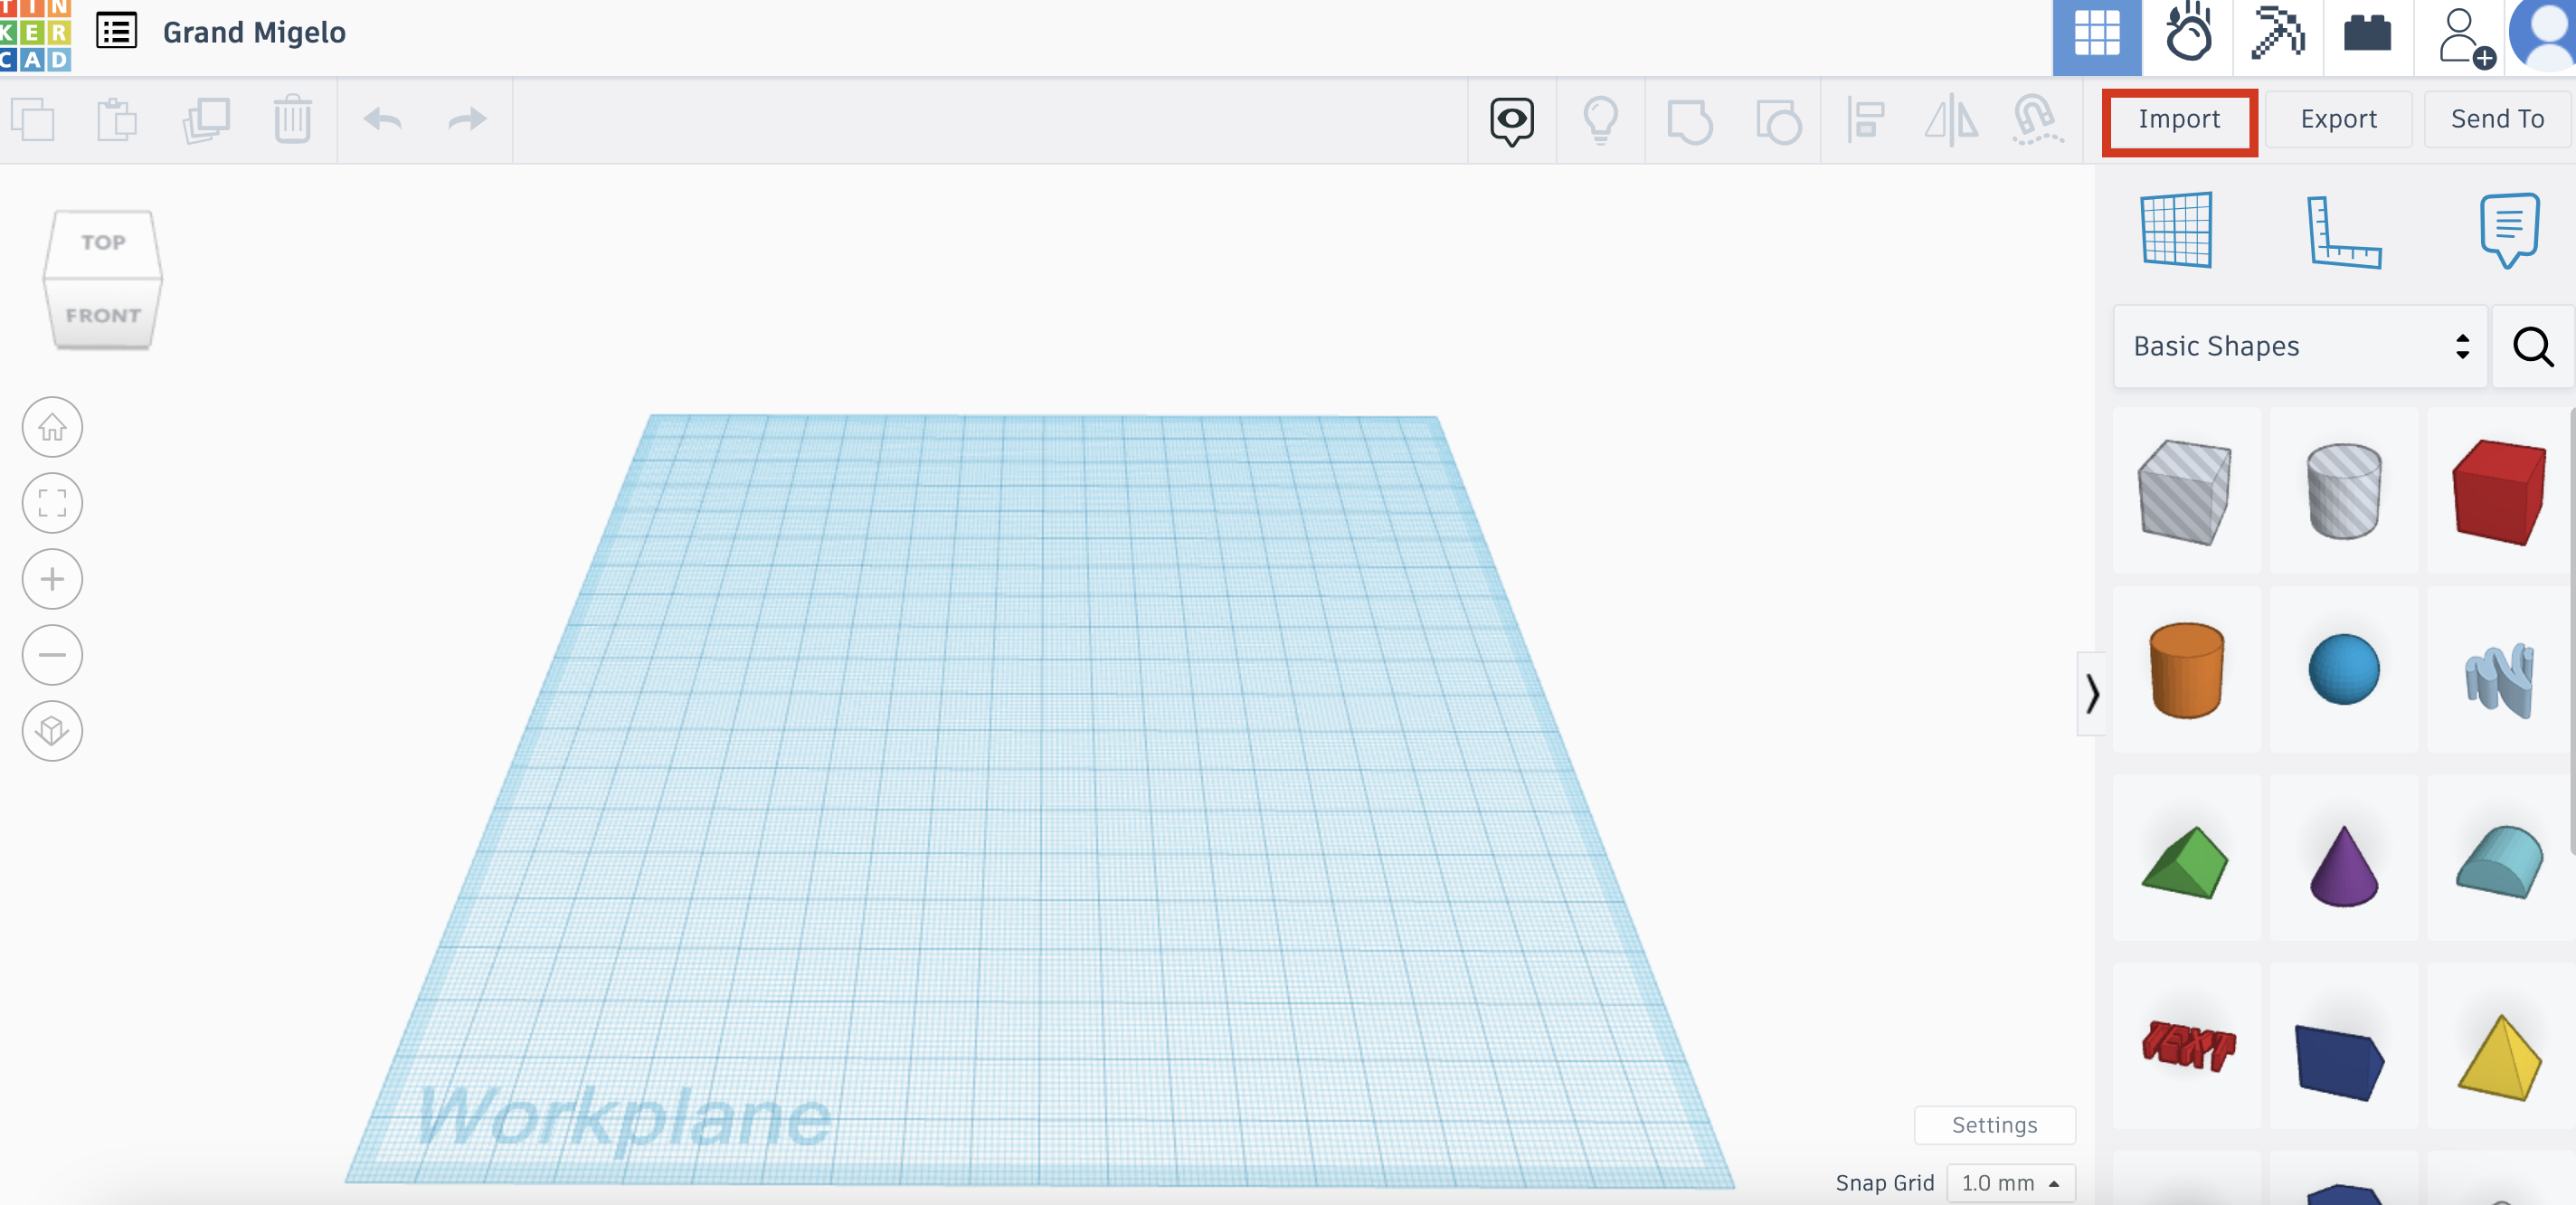 TIN
KER
CAD
Grand Migelo
Import
Export
Send To
TOP
FRONT
Basic Shapes
TEXT
Workplane
Settings
Snap Grid
1.0 mm